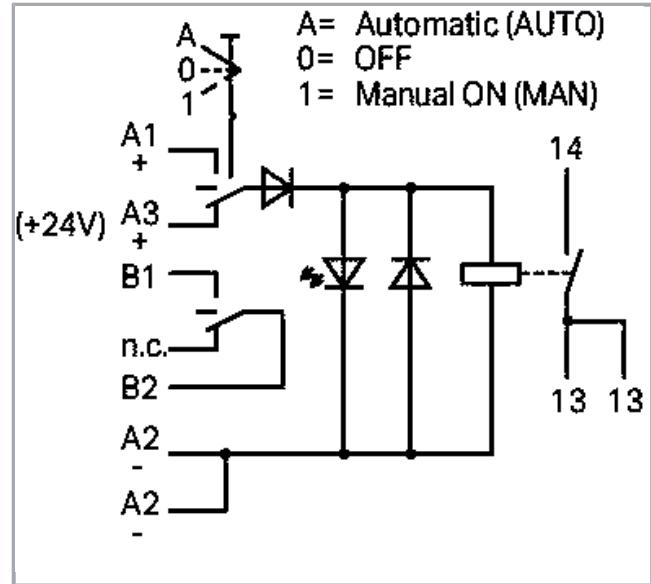 A= Automatic (AUTO)
0= OFF
1= Manual ON (MAN)
A
0
1
A1
+
(+24V) A3
+
B1
n.c.
B2
A2
-
A2
-
14
13 13